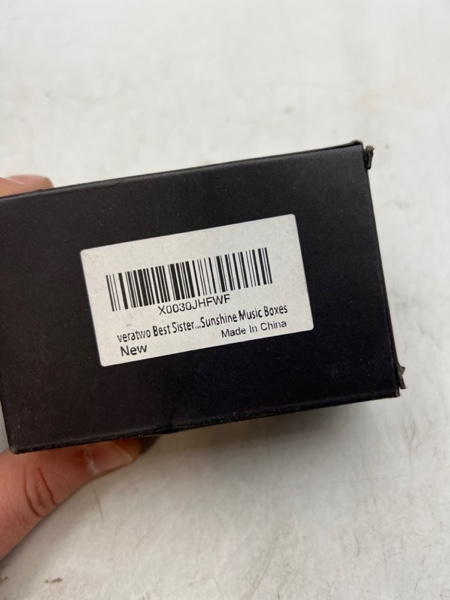 X0030JHFWF
veratwo Best Sister...Sunshine Music Boxes
New
Made In China